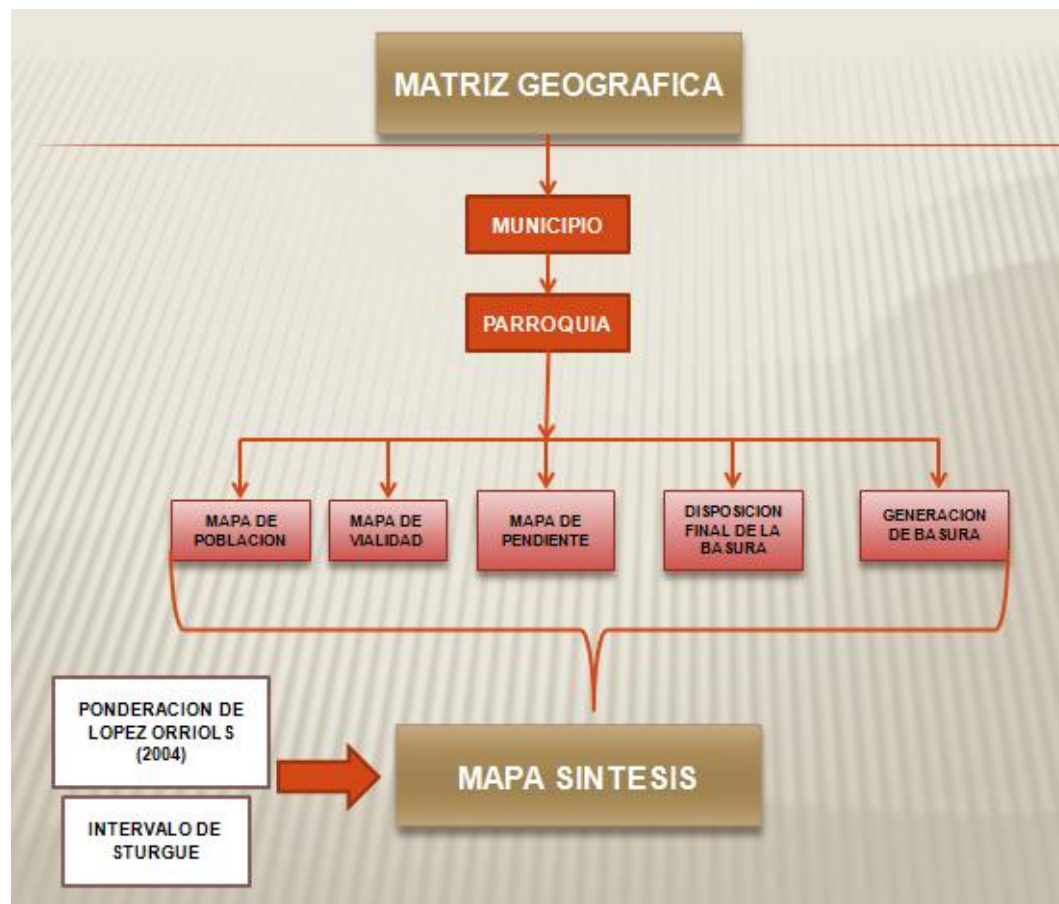 MATRIZ GEOGRAFICA
MUNICIPIO
PARROQUIA
MAPA DE
POBLACION
MAPA DE
VIALIDAD
MAPA DE
PENDIENTE
DISPOSICION
FINAL DE LA
BASURA
GENERACION
DE BASURA
PONDERACION DE
LOPEZ ORRIOLS
(2004)
INTERVALO DE
STURGUE
MAPA SINTESIS